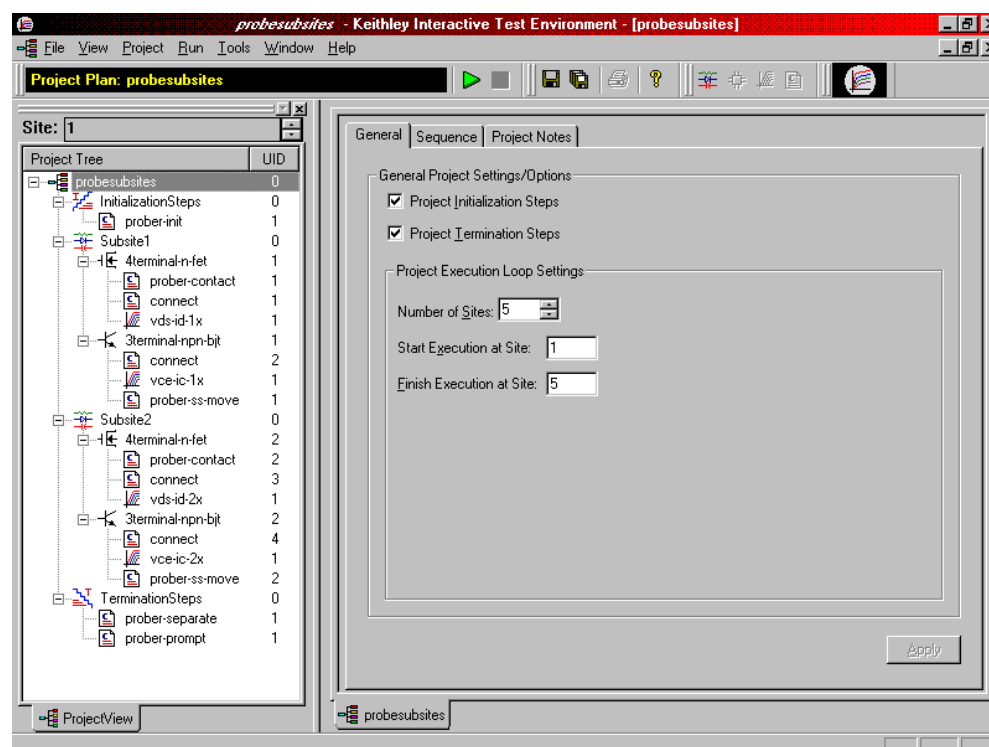 probesubsites - Keithley Interactive Test Environment - [probesubsites]
File View Project Run Tools Window Help
Project Plan: probesubsites
Site: 1
Project Tree UID
probesubsites 0
InitializationSteps 0
prober-init 1
Subsite1 0
4terminal-n-fet 1
prober-contact 1
connect 1
vds-id-1x 1
3terminal-npn-bjt 1
connect 2
vce-ic-1x 1
prober-ss-move 1
Subsite2 0
4terminal-n-fet 2
prober-contact 2
connect 3
vds-id-2x 1
3terminal-npn-bjt 2
connect 4
vce-ic-2x 1
prober-ss-move 2
TerminationSteps 0
prober-separate 1
prober-prompt 1
ProjectView
General Sequence Project Notes
General Project Settings/Options
Project Initialization Steps
Project Termination Steps
Project Execution Loop Settings
Number of Sites: 5
Start Execution at Site: 1
Finish Execution at Site: 5
Apply
probesubsites